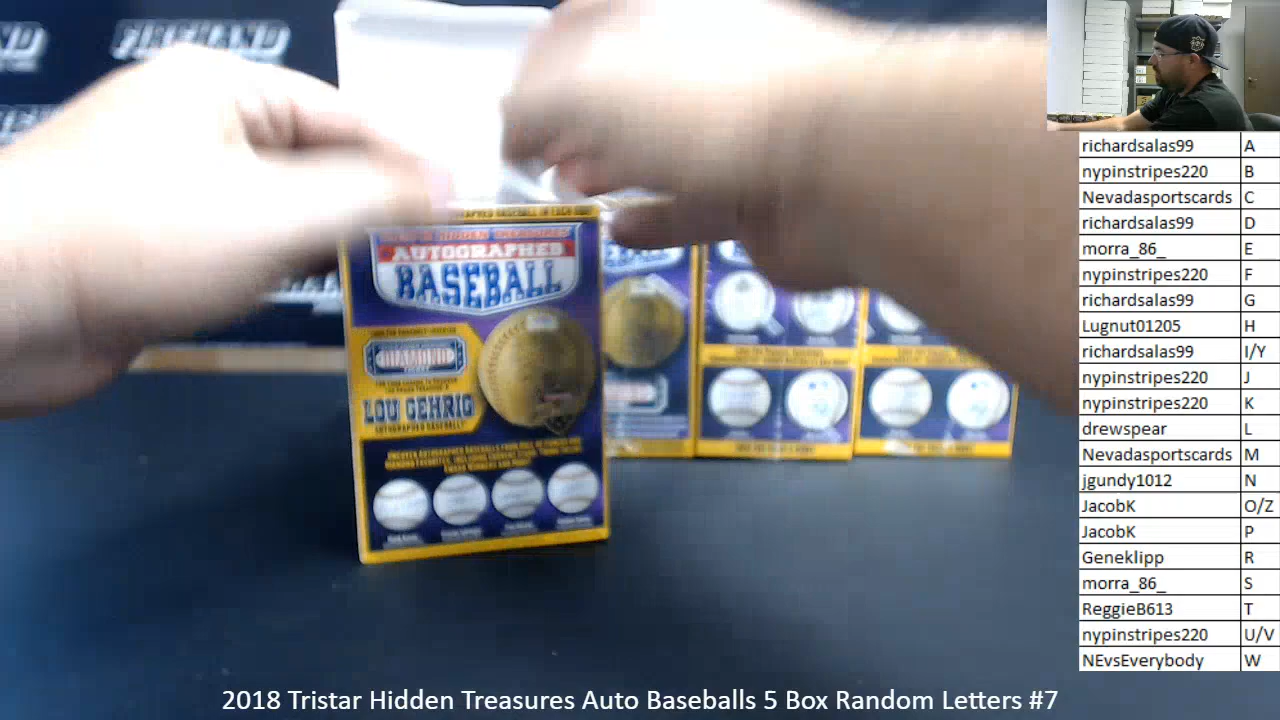 FIREHAND
AUTOGRAPHED
BASEBALL
DIAMOND
LOU GEHRIG
AUTOGRAPHED BASEBALL!
richardsalas99 A
nypinstripes220 B
Nevadasportscards C
richardsalas99 D
morra_86_ E
nypinstripes220 F
richardsalas99 G
Lugnut01205 H
richardsalas99 I/Y
nypinstripes220 J
nypinstripes220 K
drewspear L
Nevadasportscards M
jgundy1012 N
JacobK O/Z
JacobK P
Geneklipp R
morra_86_ S
ReggieB613 T
nypinstripes220 U/V
NEvsEverybody W
2018 Tristar Hidden Treasures Auto Baseballs 5 Box Random Letters #7